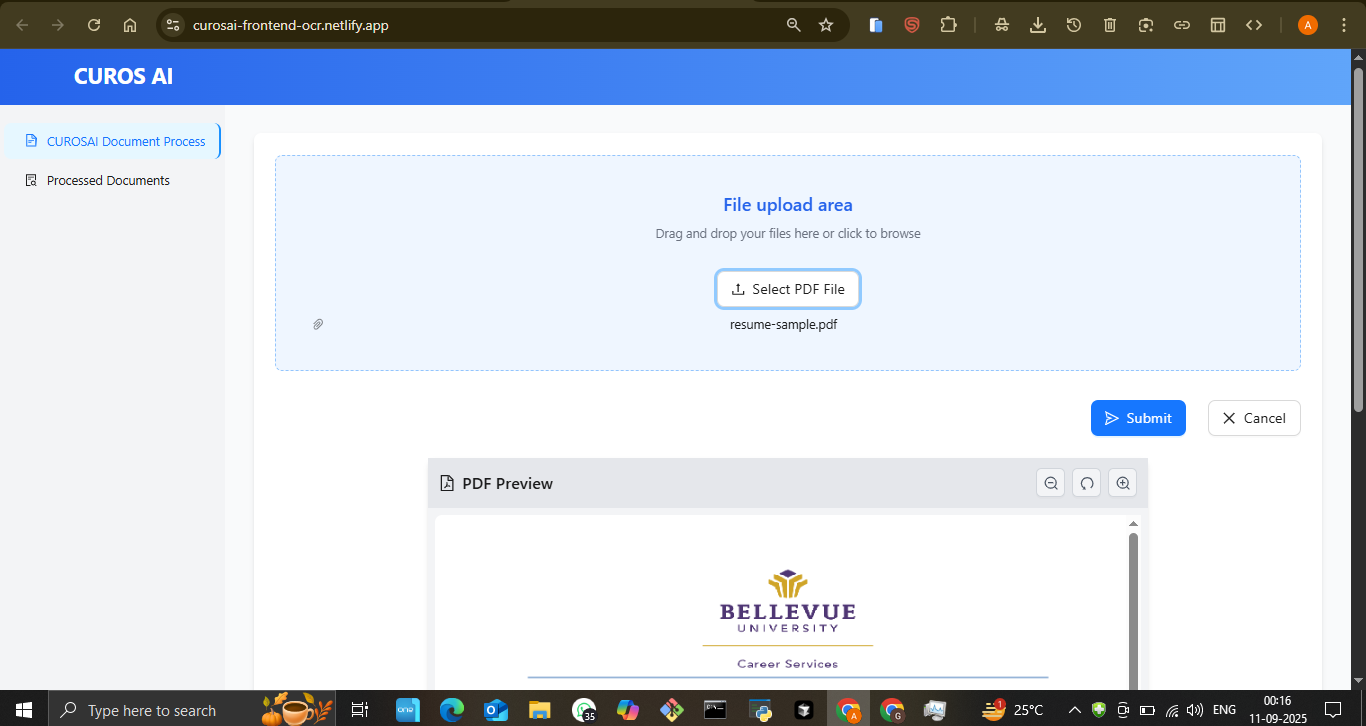 curosai-frontend-ocr.netlify.app
A
CUROS AI
CUROSAI Document Process
Processed Documents
File upload area
Drag and drop your files here or click to browse
Select PDF File
resume-sample.pdf
Submit
Cancel
PDF Preview
BELLEVUE
UNIVERSITY
Career Services
Type here to search
one
35
A
G
1
25°C
ENG
00:16
11-09-2025